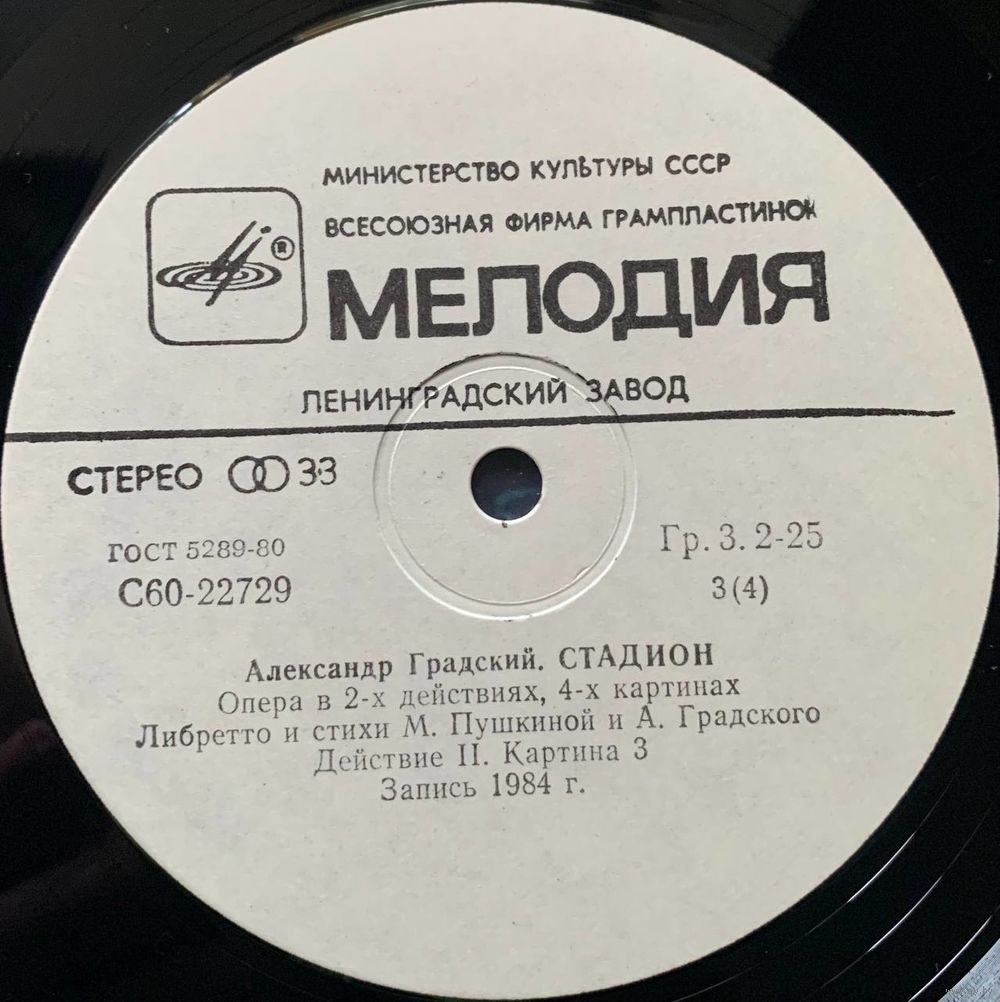 МИНИСТЕРСТВО КУЛЬТУРЫ СССР
ВСЕСОЮЗНАЯ ФИРМА ГРАМПЛАСТИНОК
®
МЕЛОДИЯ
ЛЕНИНГРАДСКИЙ ЗАВОД
СТЕРЕО 33
ГОСТ 5289-80
Гр. 3. 2-25
С60-22729
3(4)
Александр Градский. СТАДИОН
Опера в 2-х действиях, 4-х картинах
Либретто и стихи М. Пушкиной и А. Градского
Действие II. Картина 3
Запись 1984 г.